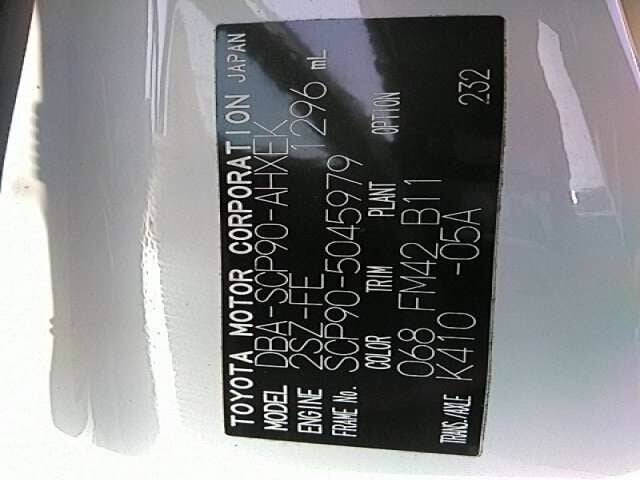 TOYOTA MOTOR CORPORATION JAPAN
MODEL DBA-SCP90-AHXEK
ENGINE 2SZ-FE 1296 mL
FRAME No. SCP90-5045979
COLOR TRIM PLANT OPTION
068 FM42 B11
TRANS./AXLE K410 -05A 232